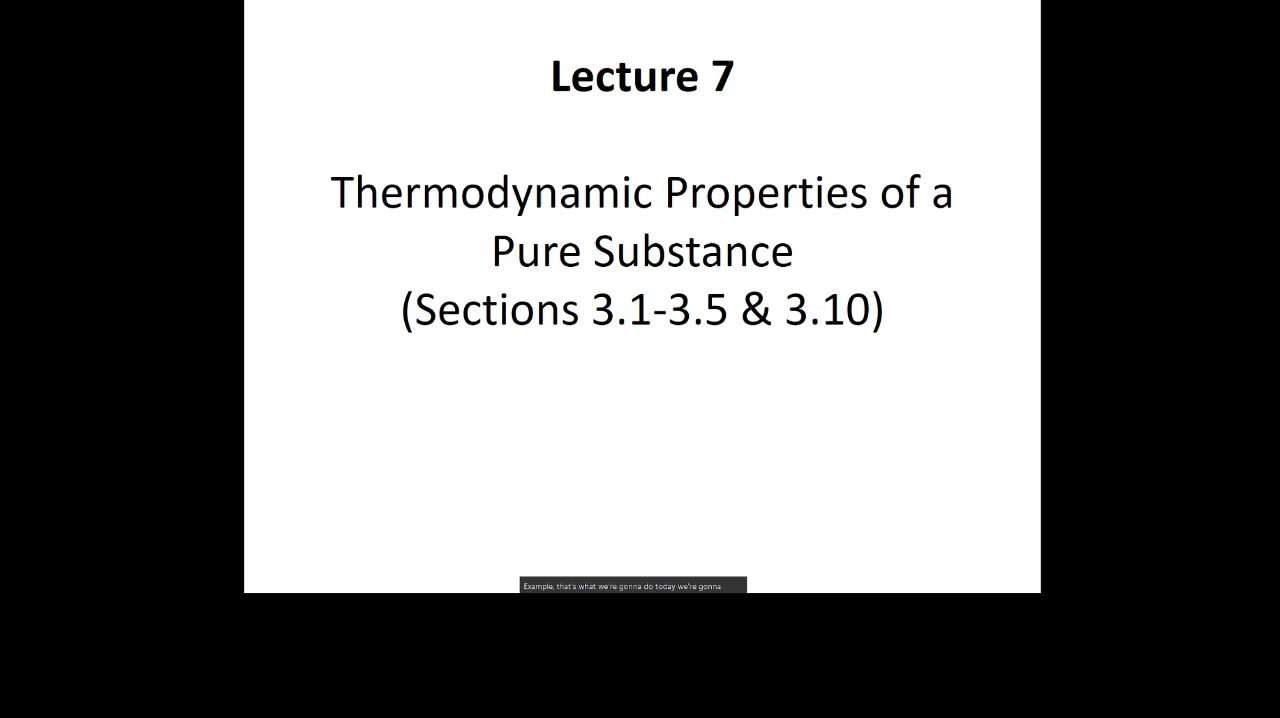 Lecture 7
Thermodynamic Properties of a
Pure Substance
(Sections 3.1-3.5 & 3.10)
Example, that's what we're gonna do today we're gonna